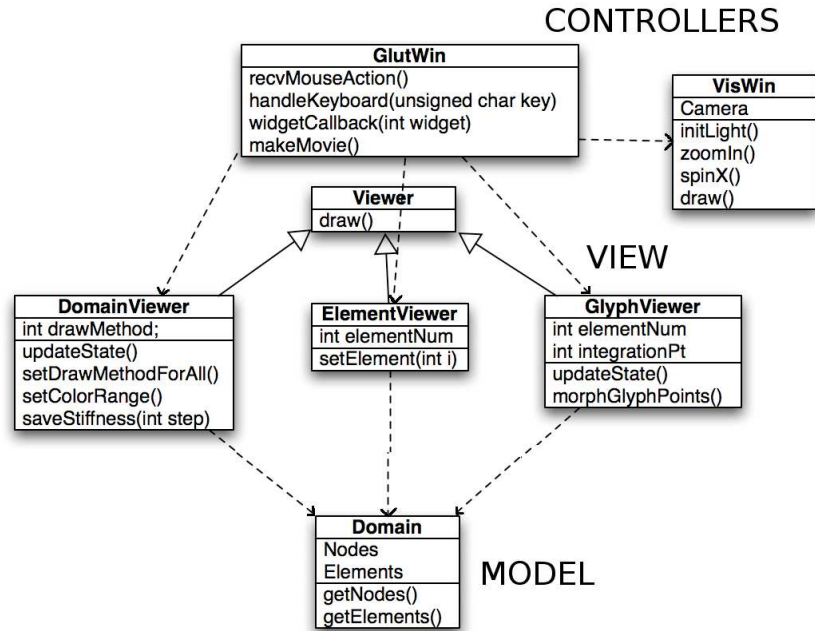 CONTROLLERS
GlutWin
recvMouseAction()
handleKeyboard(unsigned char key)
widgetCallback(int widget)
makeMovie()
VisWin
Camera
initLight()
zoomIn()
spinX()
draw()
Viewer
draw()
VIEW
DomainViewer
int drawMethod;
updateState()
setDrawMethodForAll()
setColorRange()
saveStiffness(int step)
ElementViewer
int elementNum
setElement(int i)
GlyphViewer
int elementNum
int integrationPt
updateState()
morphGlyphPoints()
Domain
Nodes
Elements
getNodes()
getElements()
MODEL